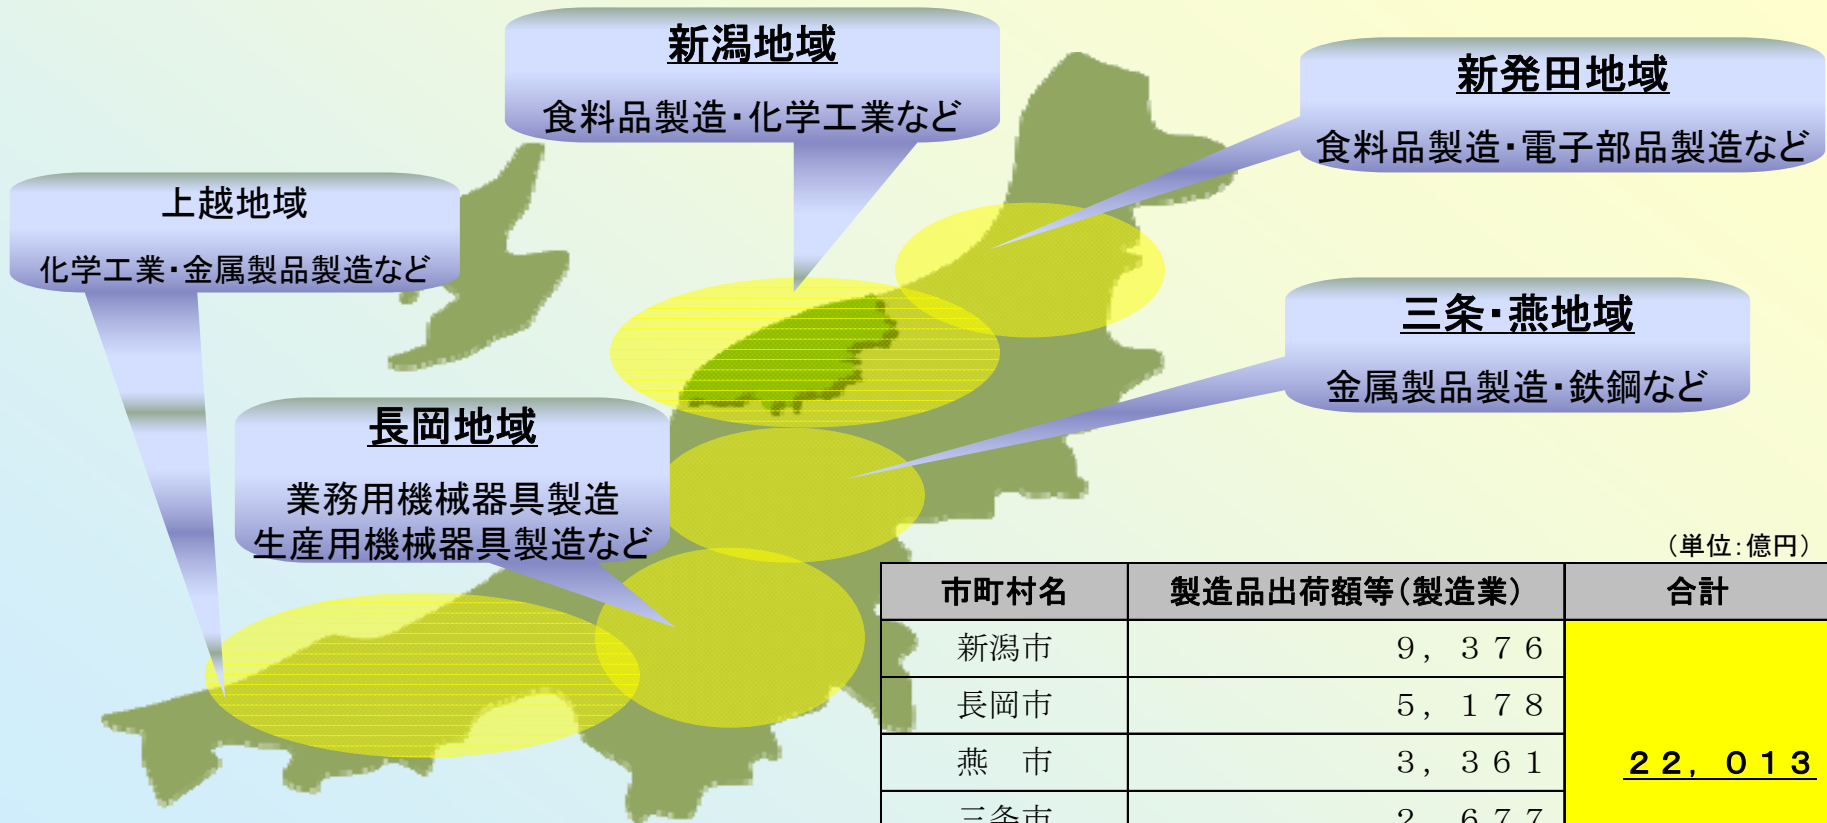 新潟地域
食料品製造・化学工業など
新発田地域
食料品製造・電子部品製造など
上越地域
化学工業・金属製品製造など
三条・燕地域
金属製品製造・鉄鋼など
長岡地域
業務用機械器具製造
生産用機械器具製造など
（単位：億円）
市町村名 製造品出荷額等（製造業） 合計
新潟市 ９，３７６
長岡市 ５，１７８
燕　市 ３，３６１ ２２，０１３
三条市 ２，６７７